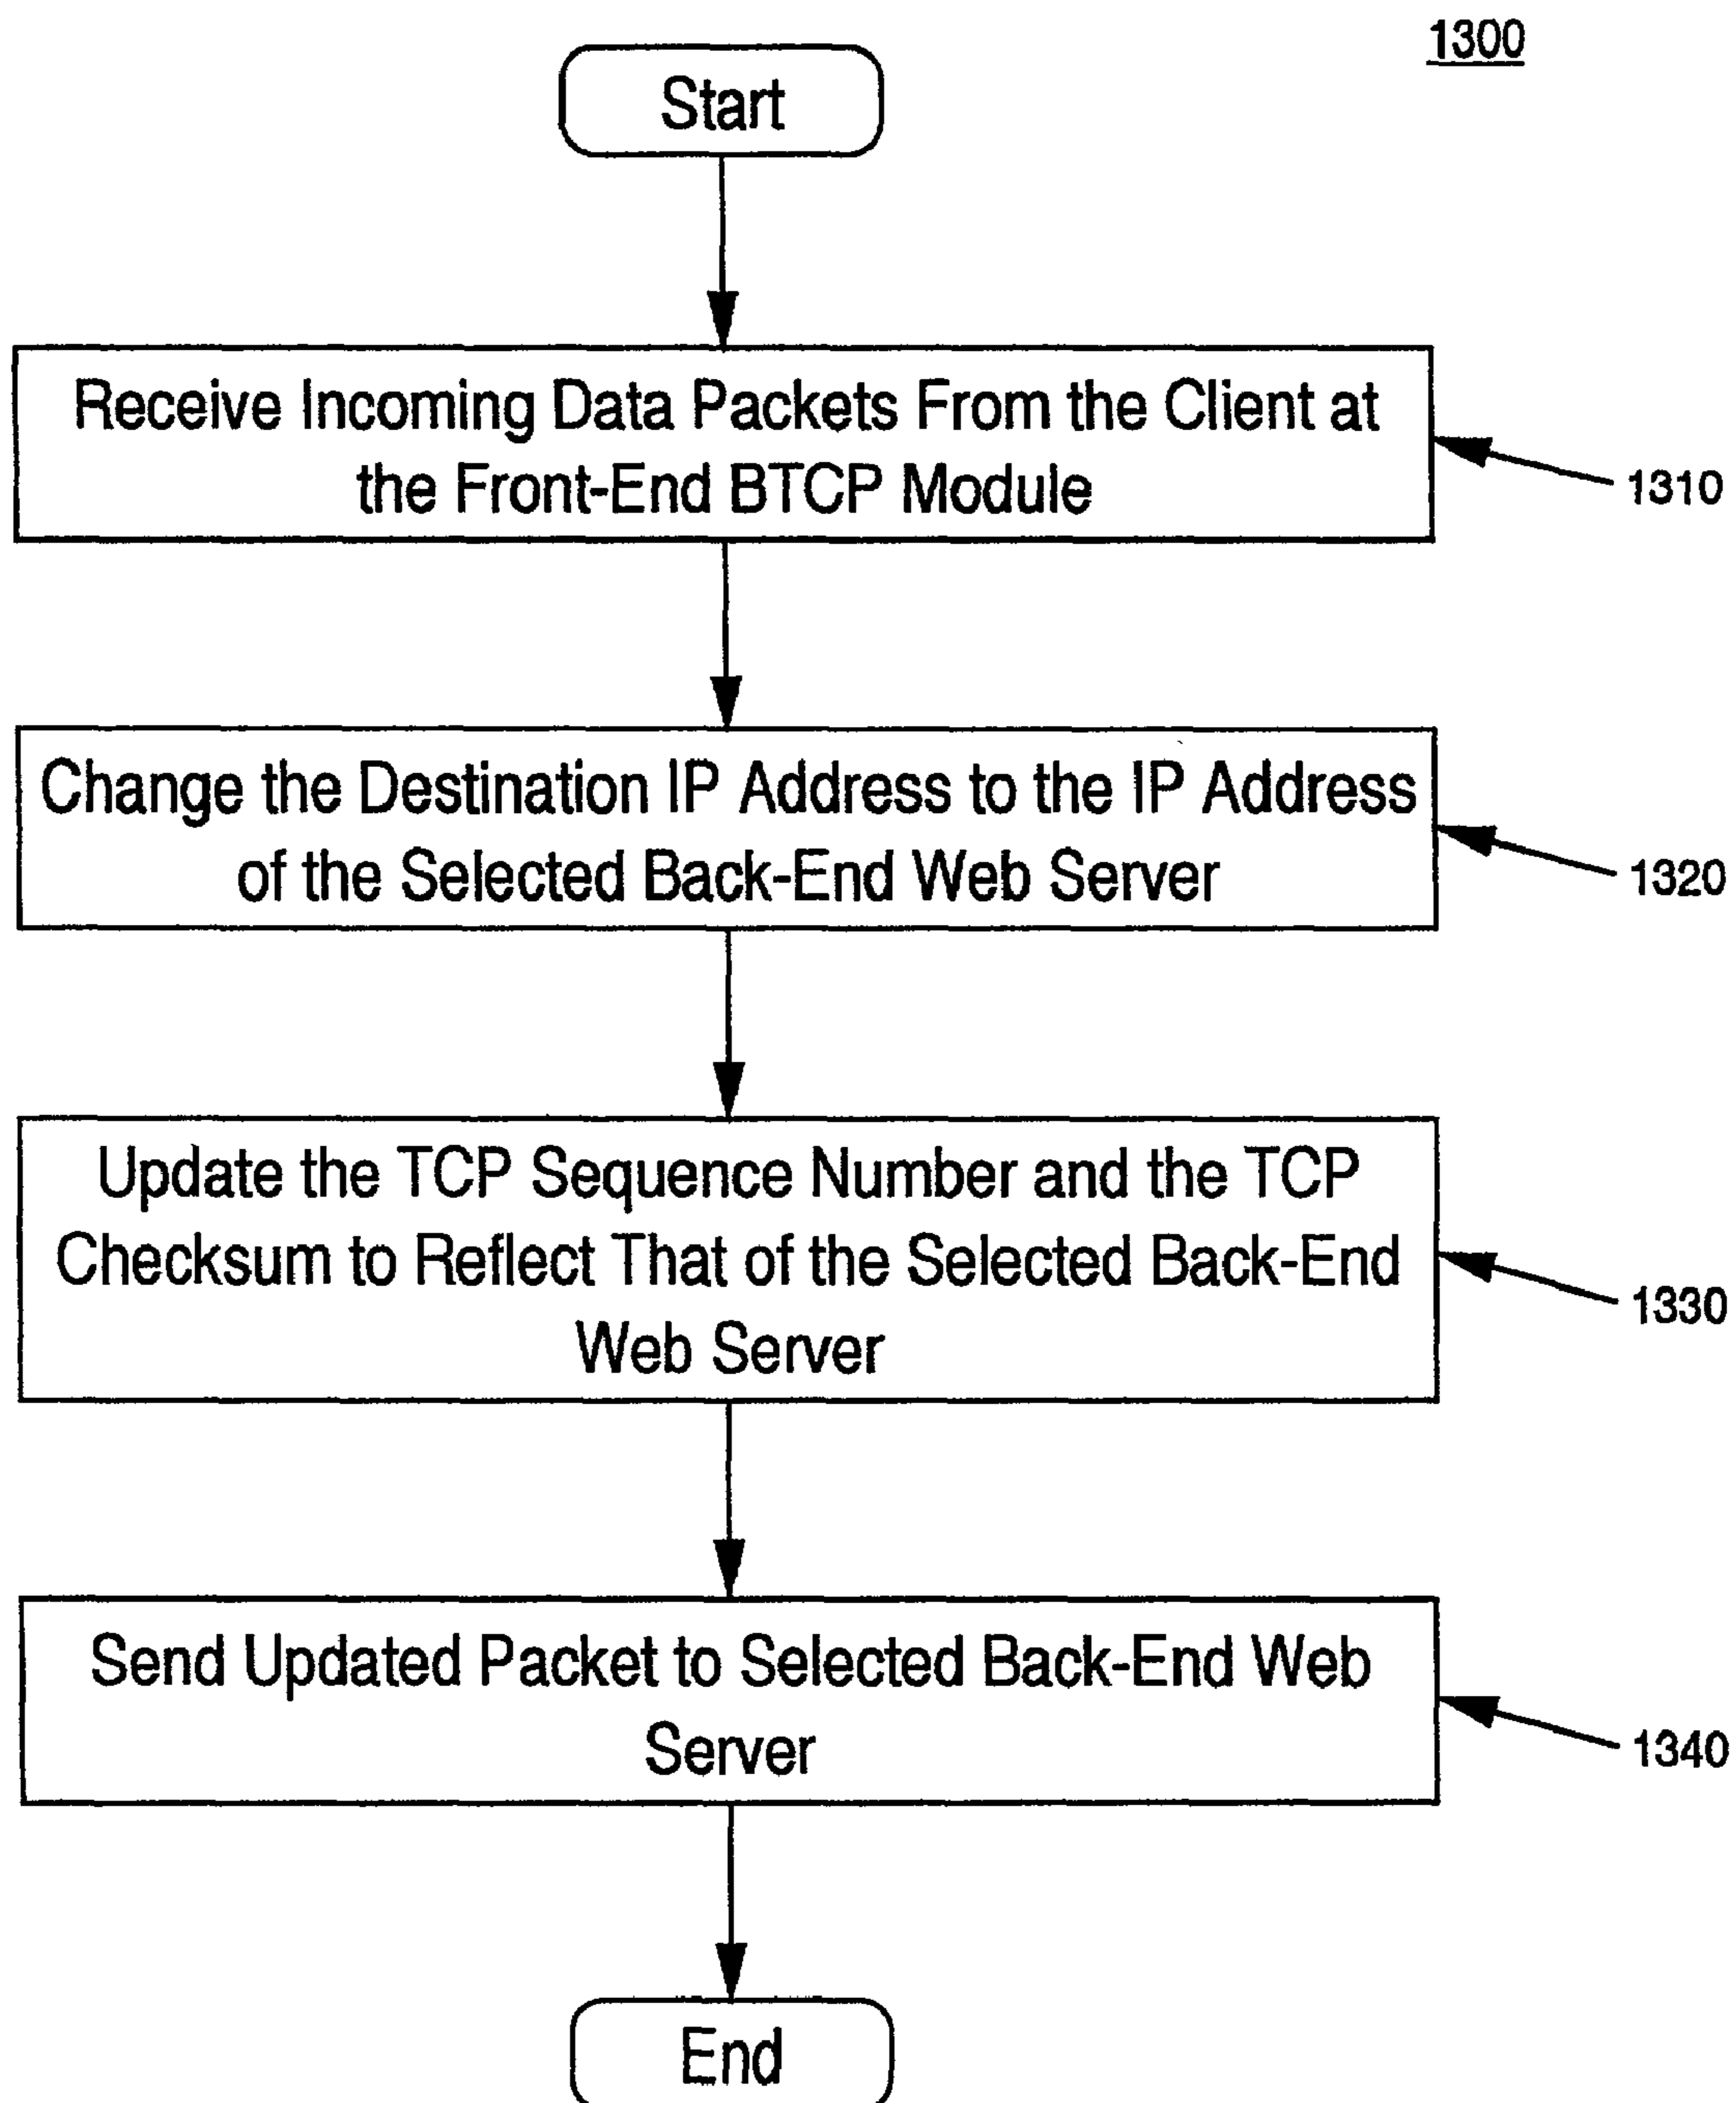 1300
Start
Receive Incoming Data Packets From the Client at
the Front-End BTCP Module
1310
Change the Destination IP Address to the IP Address
of the Selected Back-End Web Server
1320
Update the TCP Sequence Number and the TCP
Checksum to Reflect That of the Selected Back-End
Web Server
1330
Send Updated Packet to Selected Back-End Web
Server
1340
End